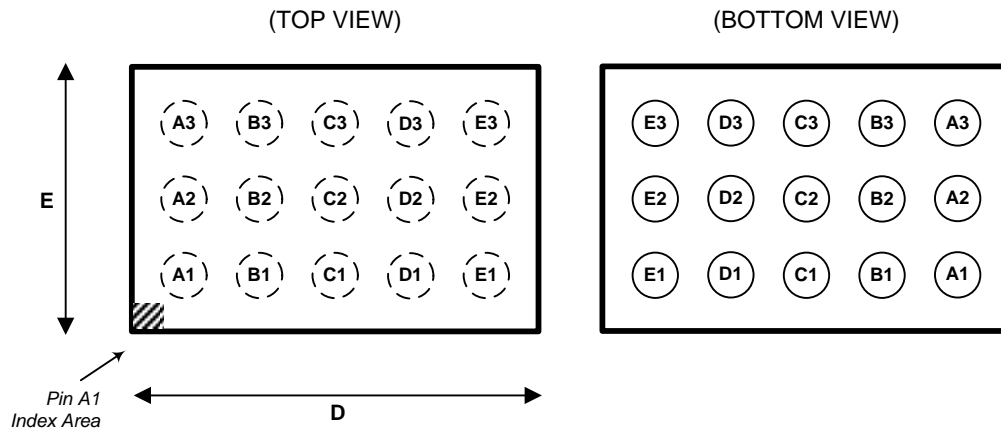 (TOP VIEW)
(BOTTOM VIEW)
A3 B3 C3 D3 E3
E3 D3 C3 B3 A3
E
A2 B2 C2 D2 E2
E2 D2 C2 B2 A2
A1 B1 C1 D1 E1
E1 D1 C1 B1 A1
Pin A1
Index Area
D